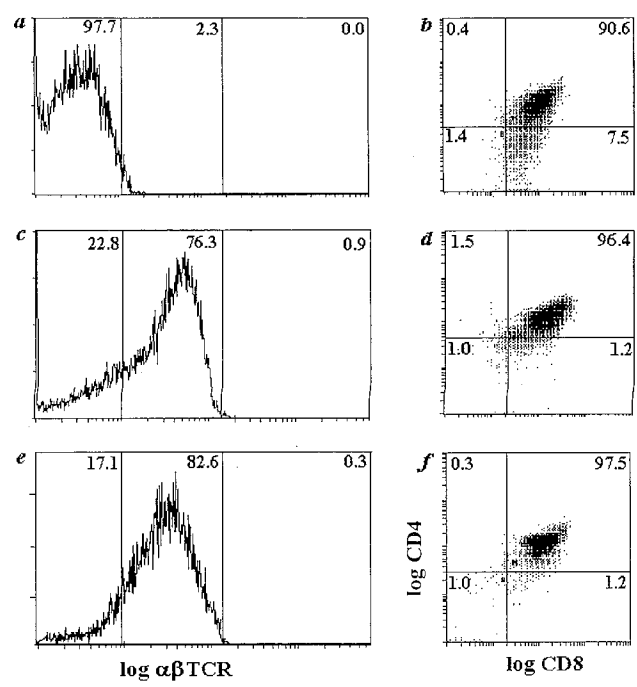 a 97.7 2.3 0.0
b 0.4 90.6
1.4 7.5
c 22.8 76.3 0.9
d 1.5 96.4
1.0 1.2
e 17.1 82.6 0.3
f 0.3 97.5
1.0 1.2
log CD4
log αβTCR
log CD8